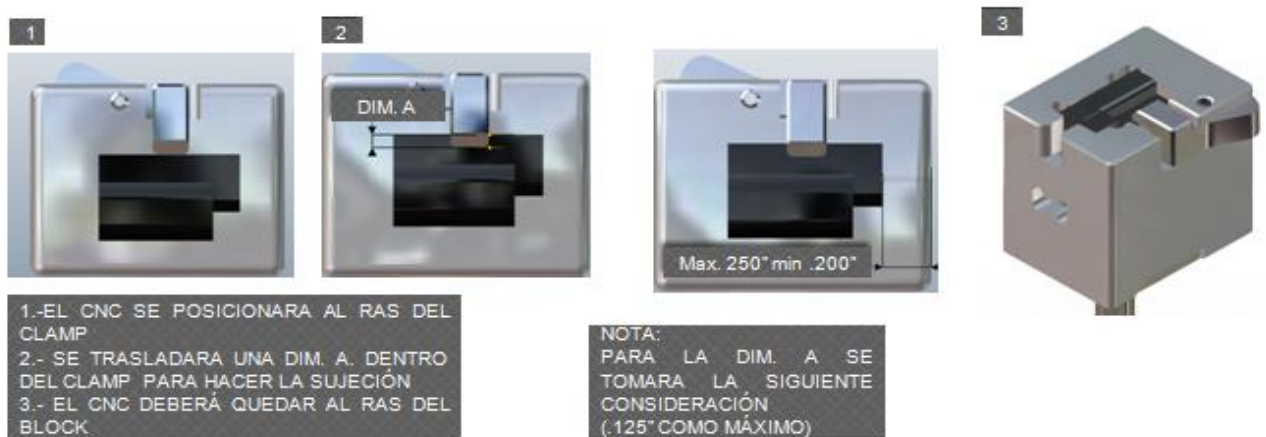 1
2
3
DIM. A
Max. 250" min .200"
1.-EL CNC SE POSICIONARA AL RAS DEL
CLAMP
2.- SE TRASLADARA UNA DIM. A. DENTRO
DEL CLAMP PARA HACER LA SUJECIÓN
3.- EL CNC DEBERÁ QUEDAR AL RAS DEL
BLOCK
NOTA:
PARA LA DIM. A SE
TOMARA LA SIGUIENTE
CONSIDERACIÓN
(.125" COMO MÁXIMO)